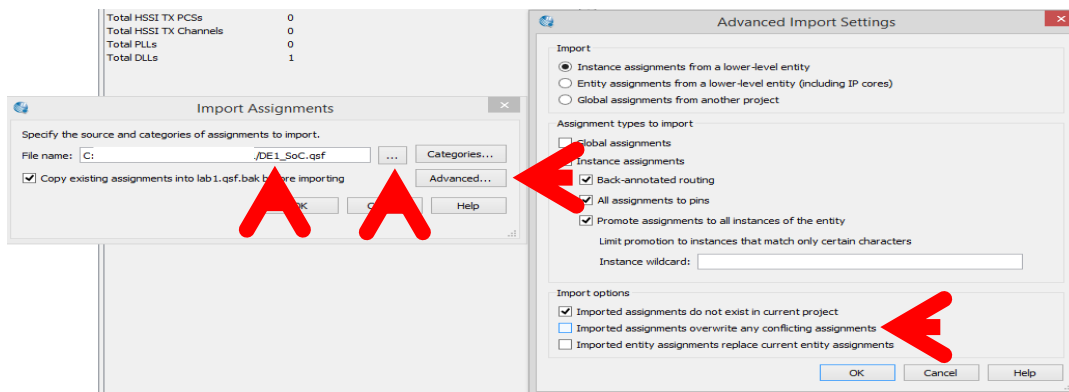 Total HSSI TX PCSs 0
Total HSSI TX Channels 0
Total PLLs 0
Total DLLs 1
Import Assignments
Specify the source and categories of assignments to import.
File name: C: ./DE1_SoC.qsf ... Categories...
Copy existing assignments into lab1.qsf.bak before importing Advanced...
OK Help
Advanced Import Settings
Import
Instance assignments from a lower-level entity
Entity assignments from a lower-level entity (including IP cores)
Global assignments from another project
Assignment types to import
Global assignments
Instance assignments
Back-annotated routing
All assignments to pins
Promote assignments to all instances of the entity
Limit promotion to instances that match only certain characters
Instance wildcard:
Import options
Imported assignments do not exist in current project
Imported assignments overwrite any conflicting assignments
Imported entity assignments replace current entity assignments
OK Cancel Help